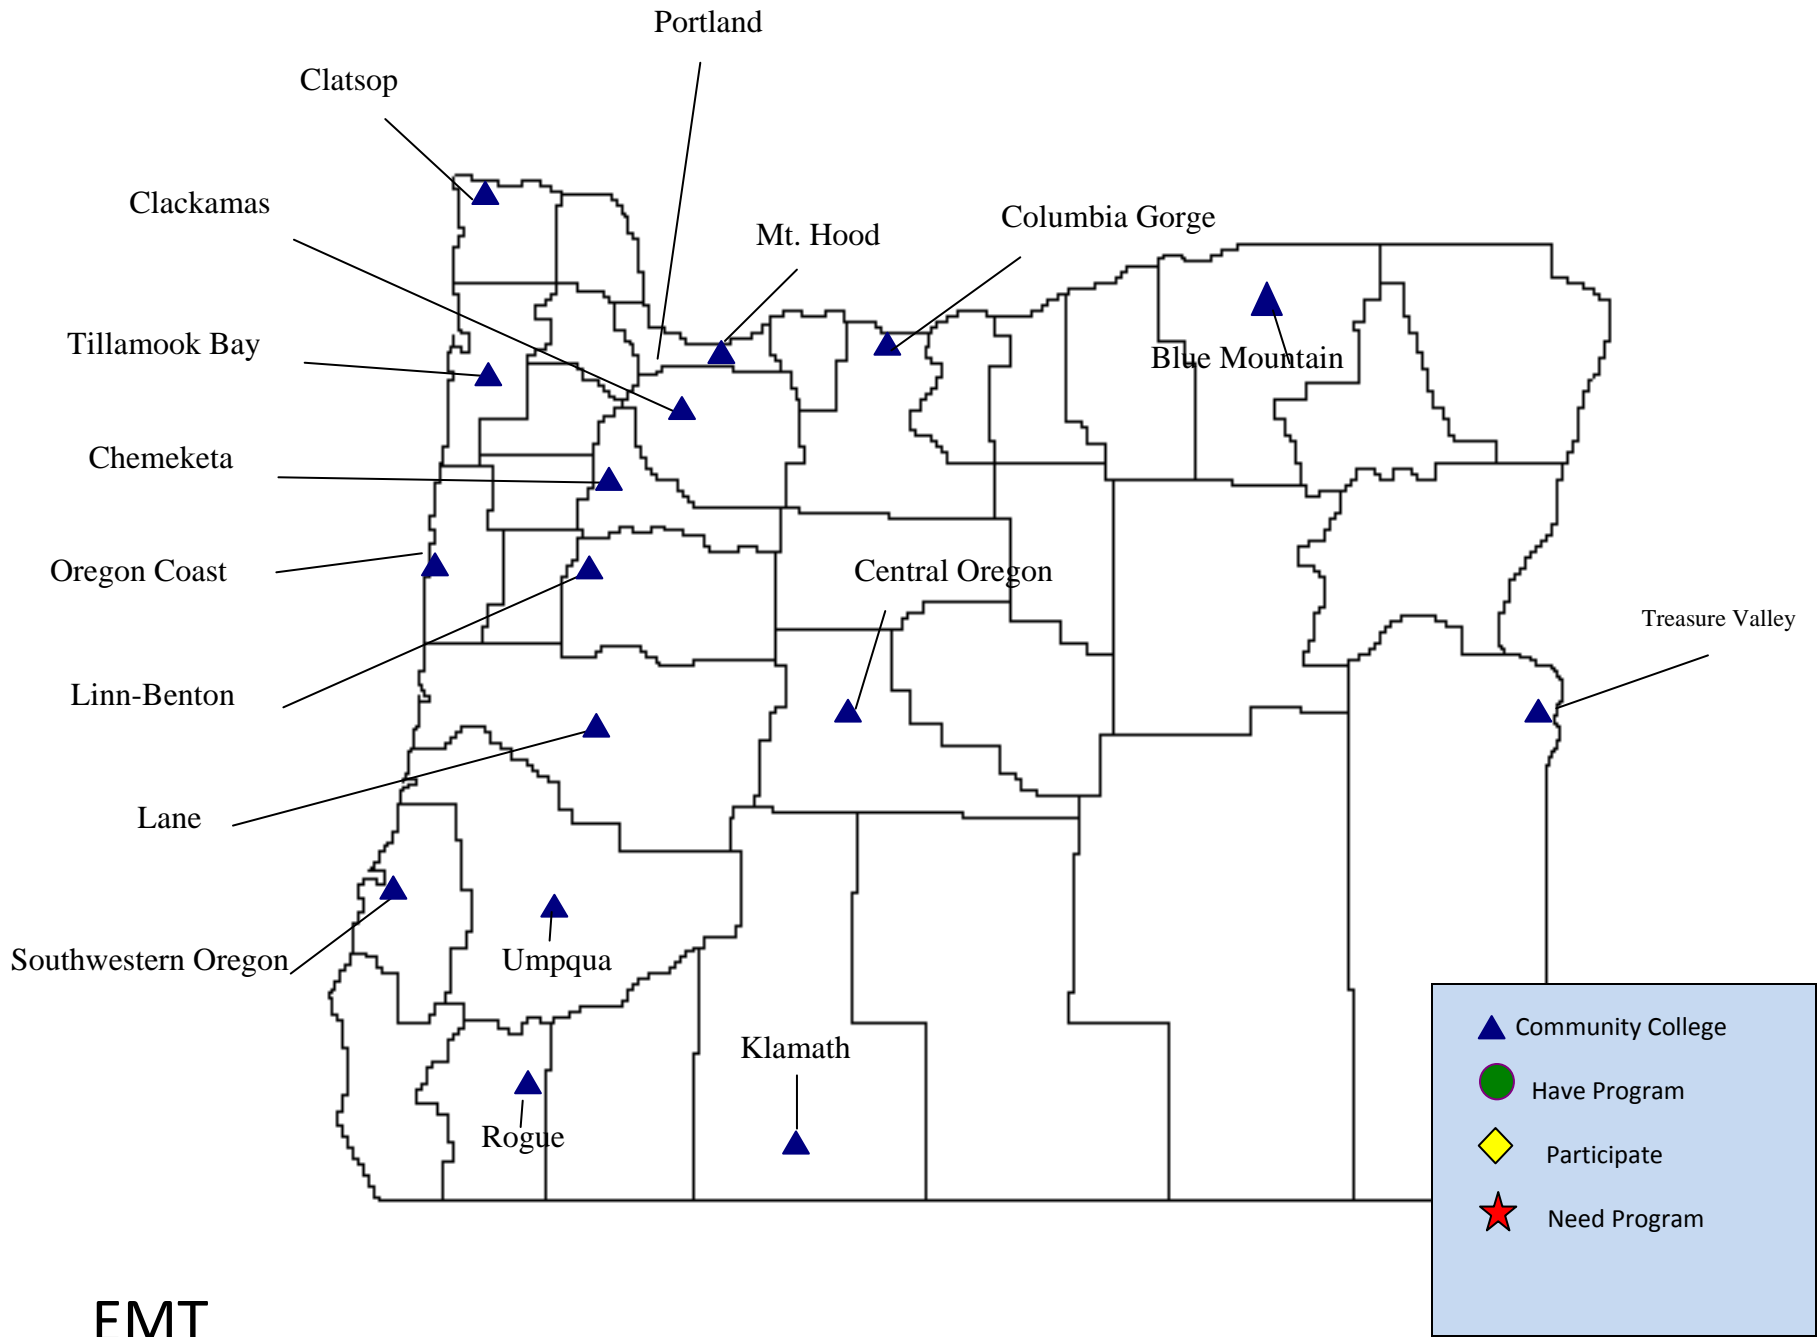 Portland
Clatsop
Clackamas
Columbia Gorge
Mt. Hood
Tillamook Bay
Blue Mountain
Chemeketa
Oregon Coast
Central Oregon
Treasure Valley
Linn-Benton
Lane
Southwestern Oregon
Umpqua
Klamath
Rogue
Community College
Have Program
Participate
Need Program
EMT